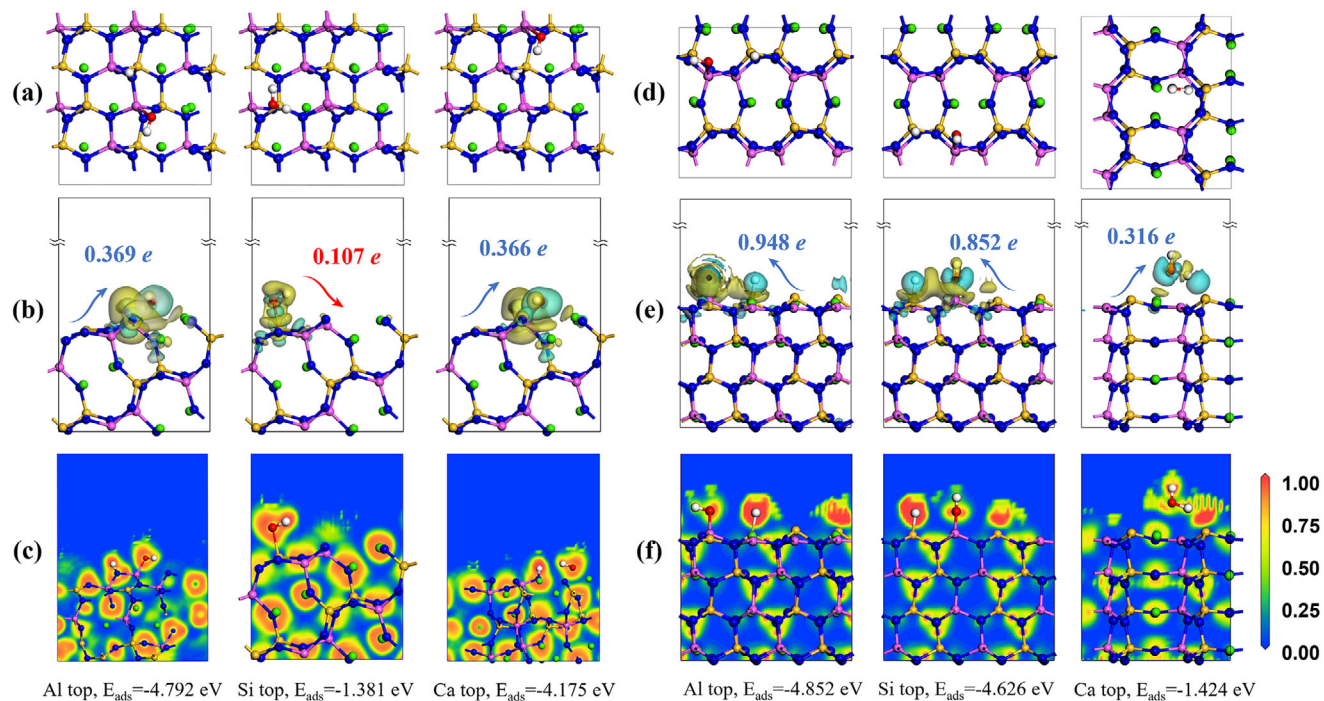 (a)
(d)
0.369 e
0.107 e
0.366 e
0.948 e
0.852 e
0.316 e
(b)
(e)
(c)
(f)
1.00
0.75
0.50
0.25
0.00
Al top, Eads=-4.792 eV
Si top, Eads=-1.381 eV
Ca top, Eads=-4.175 eV
Al top, Eads=-4.852 eV
Si top, Eads=-4.626 eV
Ca top, Eads=-1.424 eV